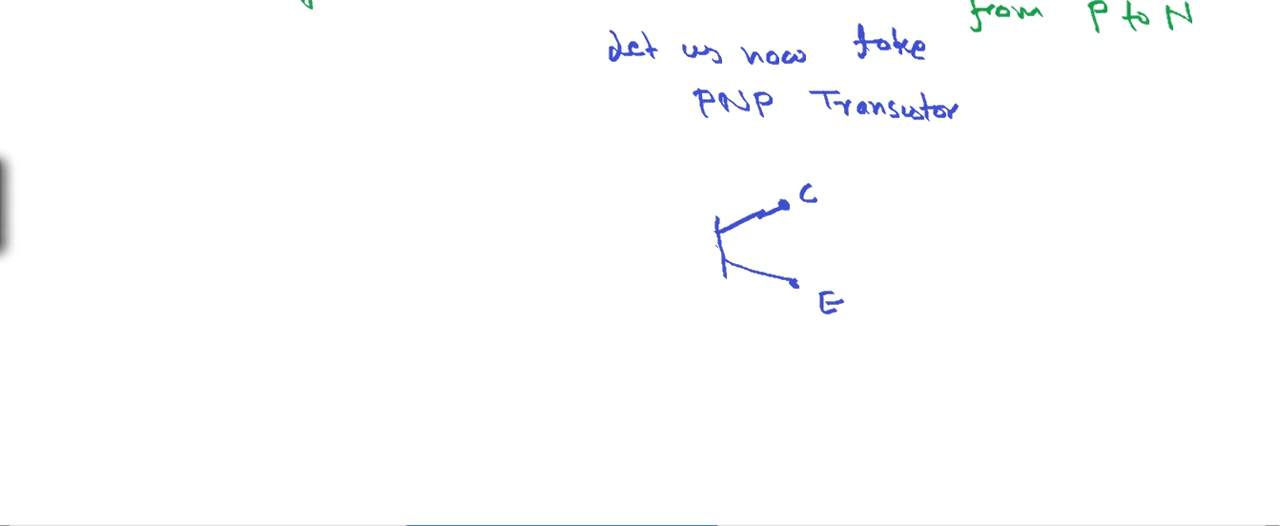 from P to N
Let us now take
PNP Transistor
C
E